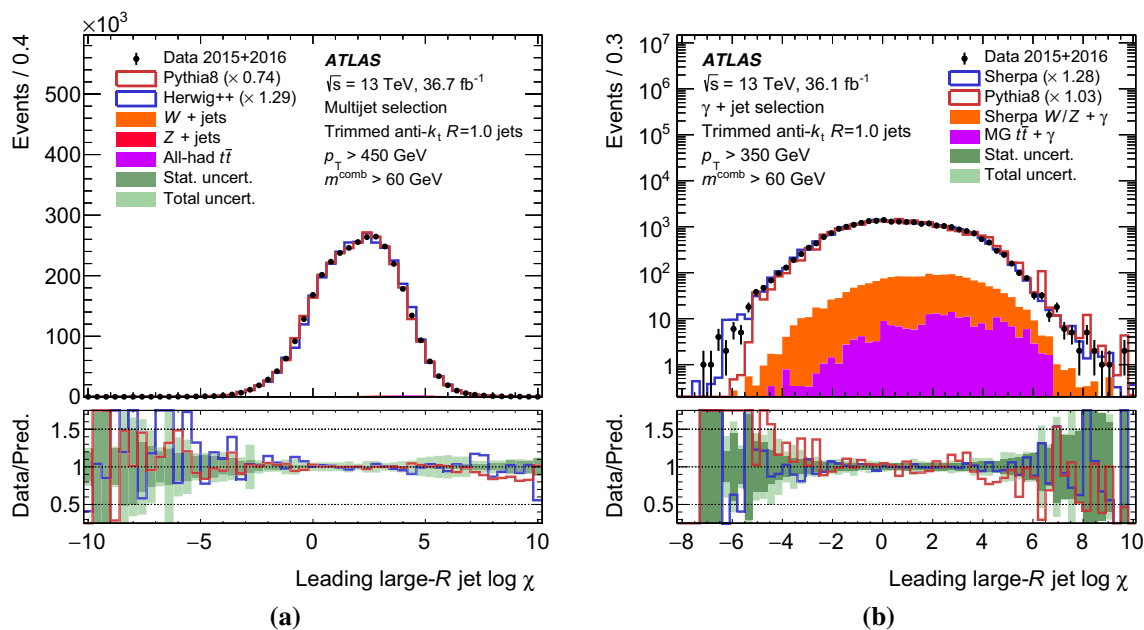 ×10³
Events / 0.4
500
400
300
200
100
0
Data 2015+2016
Pythia8 (× 0.74)
Herwig++ (× 1.29)
W + jets
Z + jets
All-had tt̄
Stat. uncert.
Total uncert.
ATLAS
√s = 13 TeV, 36.7 fb⁻¹
Multijet selection
Trimmed anti-kₜ R=1.0 jets
p_T > 450 GeV
m^comb > 60 GeV
Data/Pred.
1.5
1
0.5
−10 −5 0 5 10
Leading large-R jet log χ
(a)
Events / 0.3
10⁷
10⁶
10⁵
10⁴
10³
10²
10
1
ATLAS
√s = 13 TeV, 36.1 fb⁻¹
γ + jet selection
Trimmed anti-kₜ R=1.0 jets
p_T > 350 GeV
m^comb > 60 GeV
Data 2015+2016
Sherpa (× 1.28)
Pythia8 (× 1.03)
Sherpa W/Z + γ
MG tt̄ + γ
Stat. uncert.
Total uncert.
Data/Pred.
1.5
1
0.5
−8 −6 −4 −2 0 2 4 6 8 10
Leading large-R jet log χ
(b)